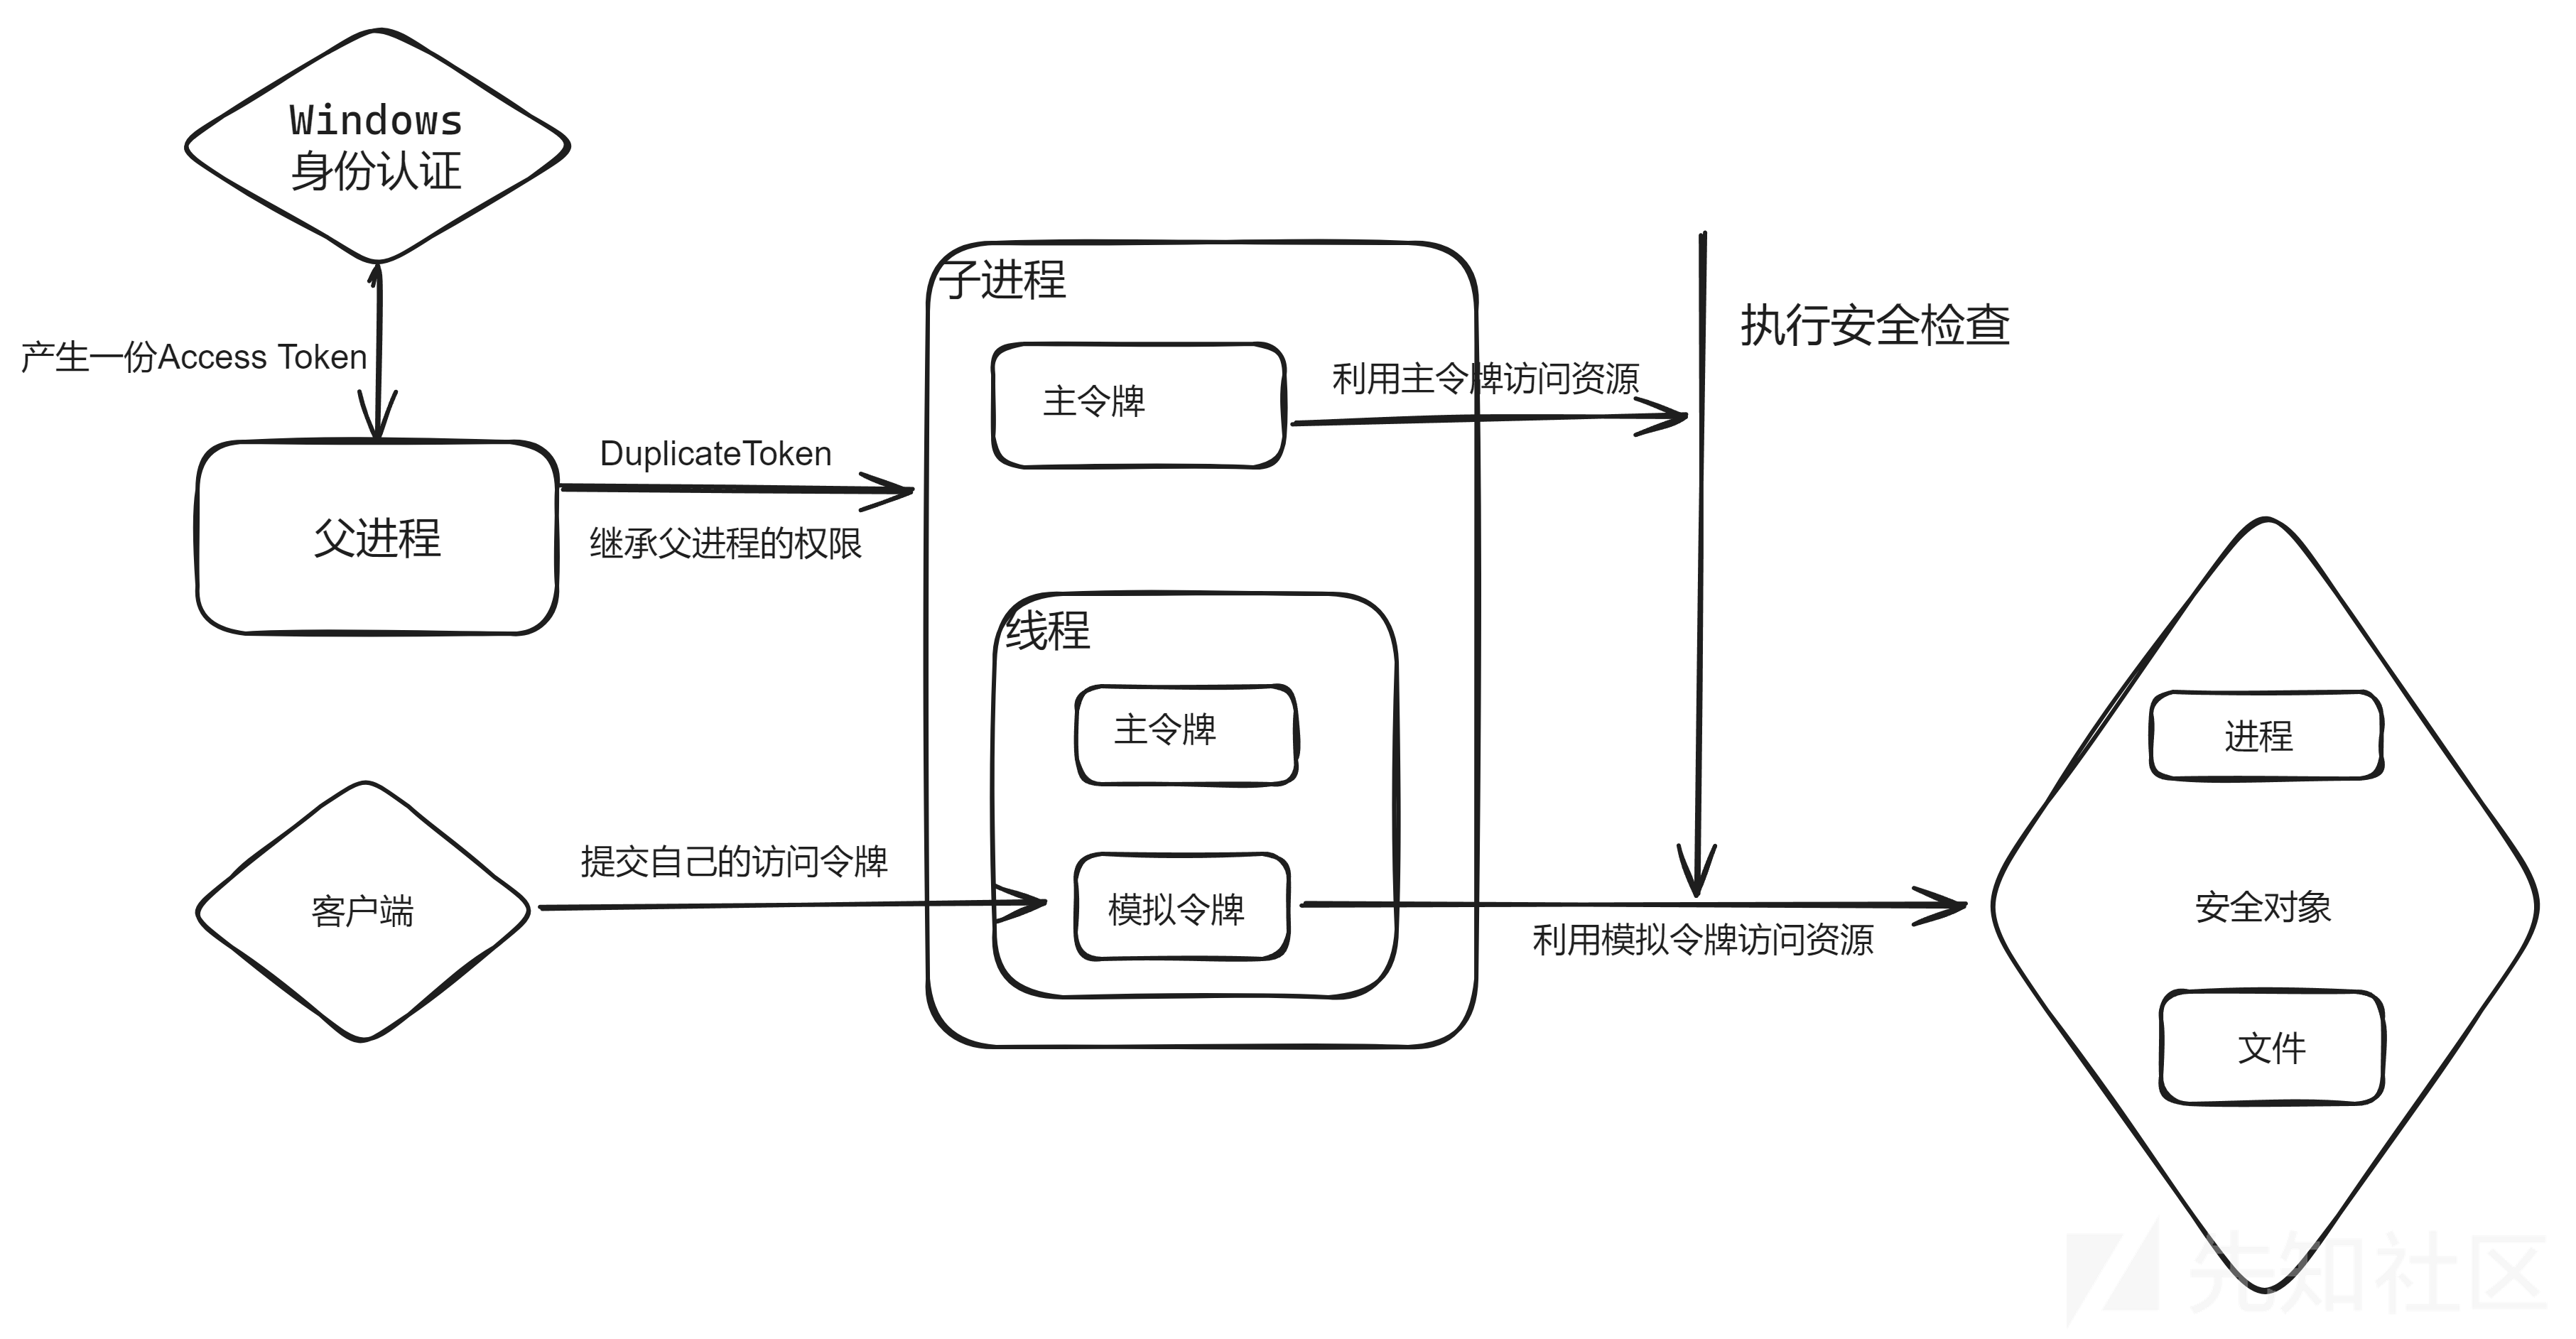 Windows
身份认证
产生一份Access Token
父进程
DuplicateToken
继承父进程的权限
子进程
主令牌
利用主令牌访问资源
执行安全检查
线程
主令牌
客户端
提交自己的访问令牌
模拟令牌
利用模拟令牌访问资源
进程
安全对象
文件
先知社区